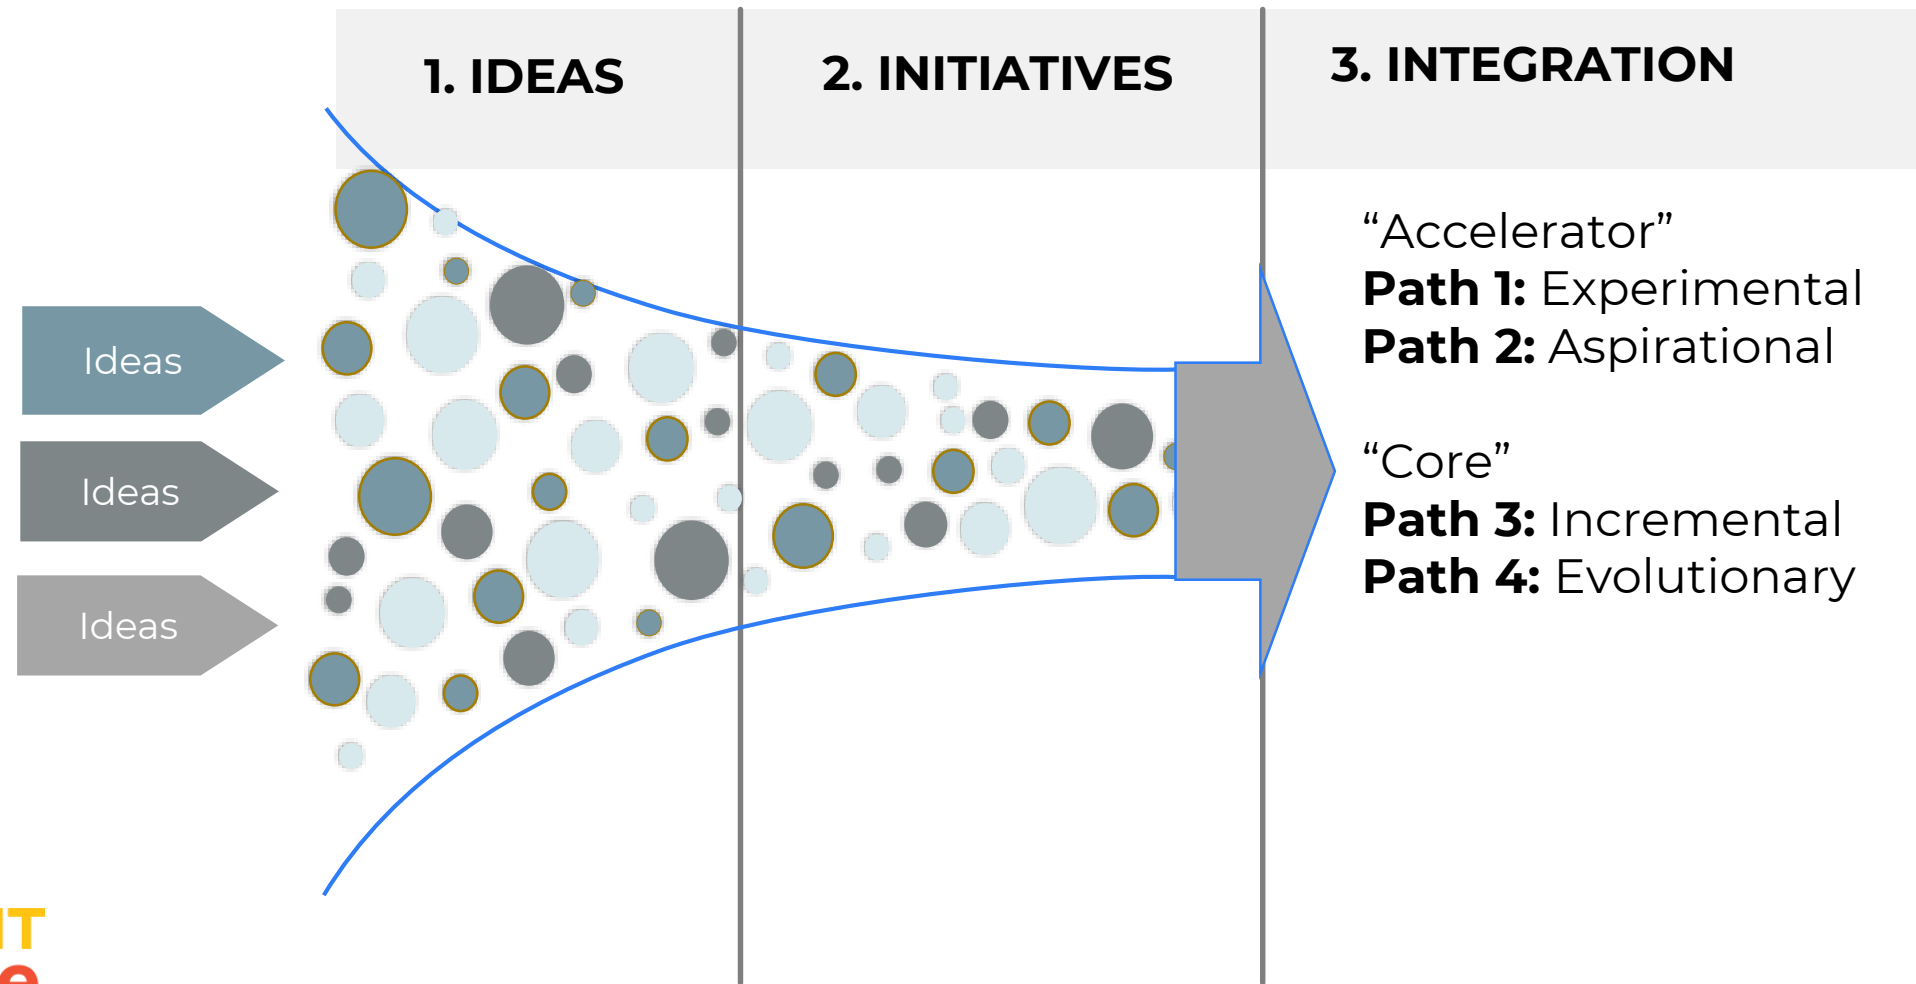 1. IDEAS
2. INITIATIVES
3. INTEGRATION
Ideas
Ideas
Ideas
“Accelerator”
Path 1: Experimental
Path 2: Aspirational
“Core”
Path 3: Incremental
Path 4: Evolutionary